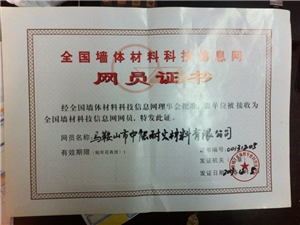 全国墙体材料科技信息网
网员证书
经全国墙体材料科技信息网理事会批准，贵单位被接收为
全国墙材科技信息网网员，特发此证。
网员名称 马鞍山市中能耐火材料有限公司
有效期限
证书编号
发证机关
发证日期